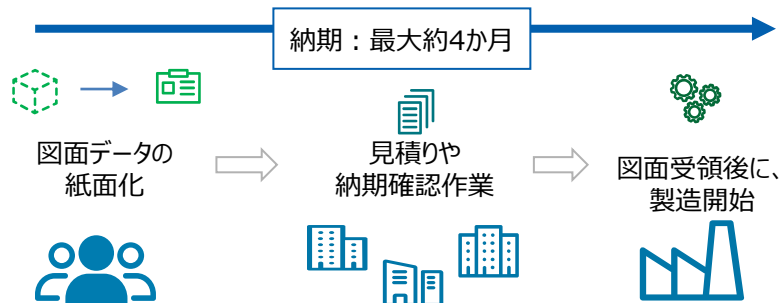 納期：最大約4か月
図面データの
紙面化
見積りや
納期確認作業
図面受領後に、
製造開始